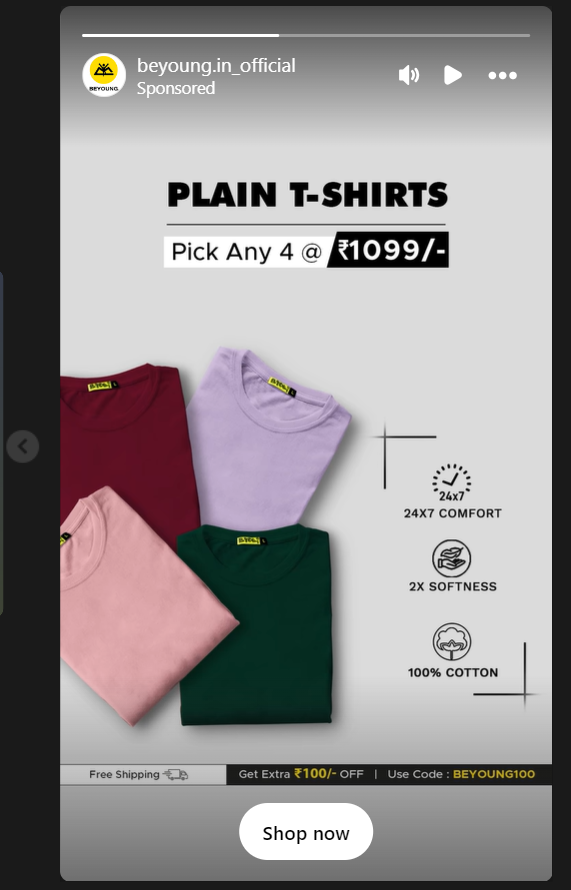 beyoung.in_official
BEYOUNG
Sponsored
PLAIN T-SHIRTS
Pick Any 4 @ ₹1099/-
24x7
24X7 COMFORT
2X SOFTNESS
100% COTTON
Free Shipping
Get Extra ₹100/- OFF | Use Code : BEYOUNG100
Shop now